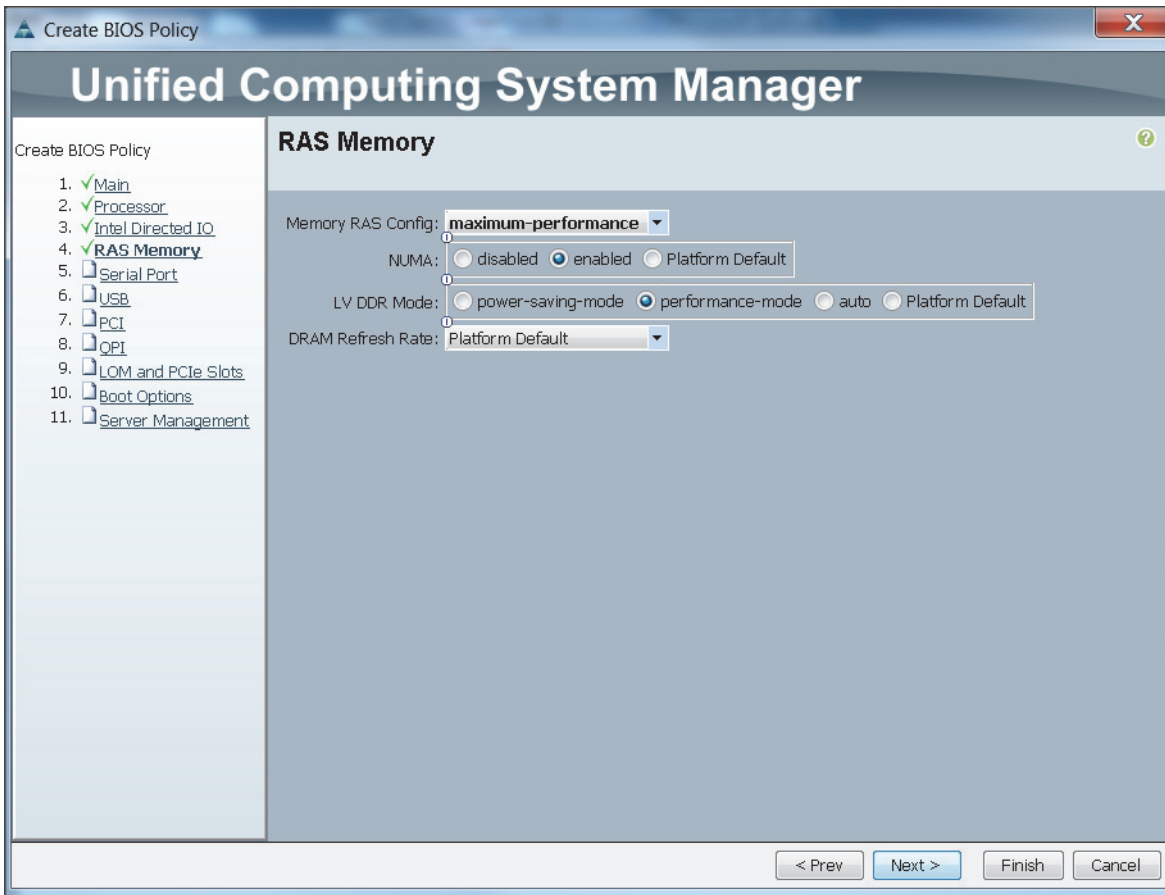 Create BIOS Policy
Unified Computing System Manager
Create BIOS Policy
1. Main
2. Processor
3. Intel Directed IO
4. RAS Memory
5. Serial Port
6. USB
7. PCI
8. QPI
9. LOM and PCIe Slots
10. Boot Options
11. Server Management
RAS Memory
Memory RAS Config: maximum-performance
NUMA: disabled enabled Platform Default
LV DDR Mode: power-saving-mode performance-mode auto Platform Default
DRAM Refresh Rate: Platform Default
< Prev Next > Finish Cancel